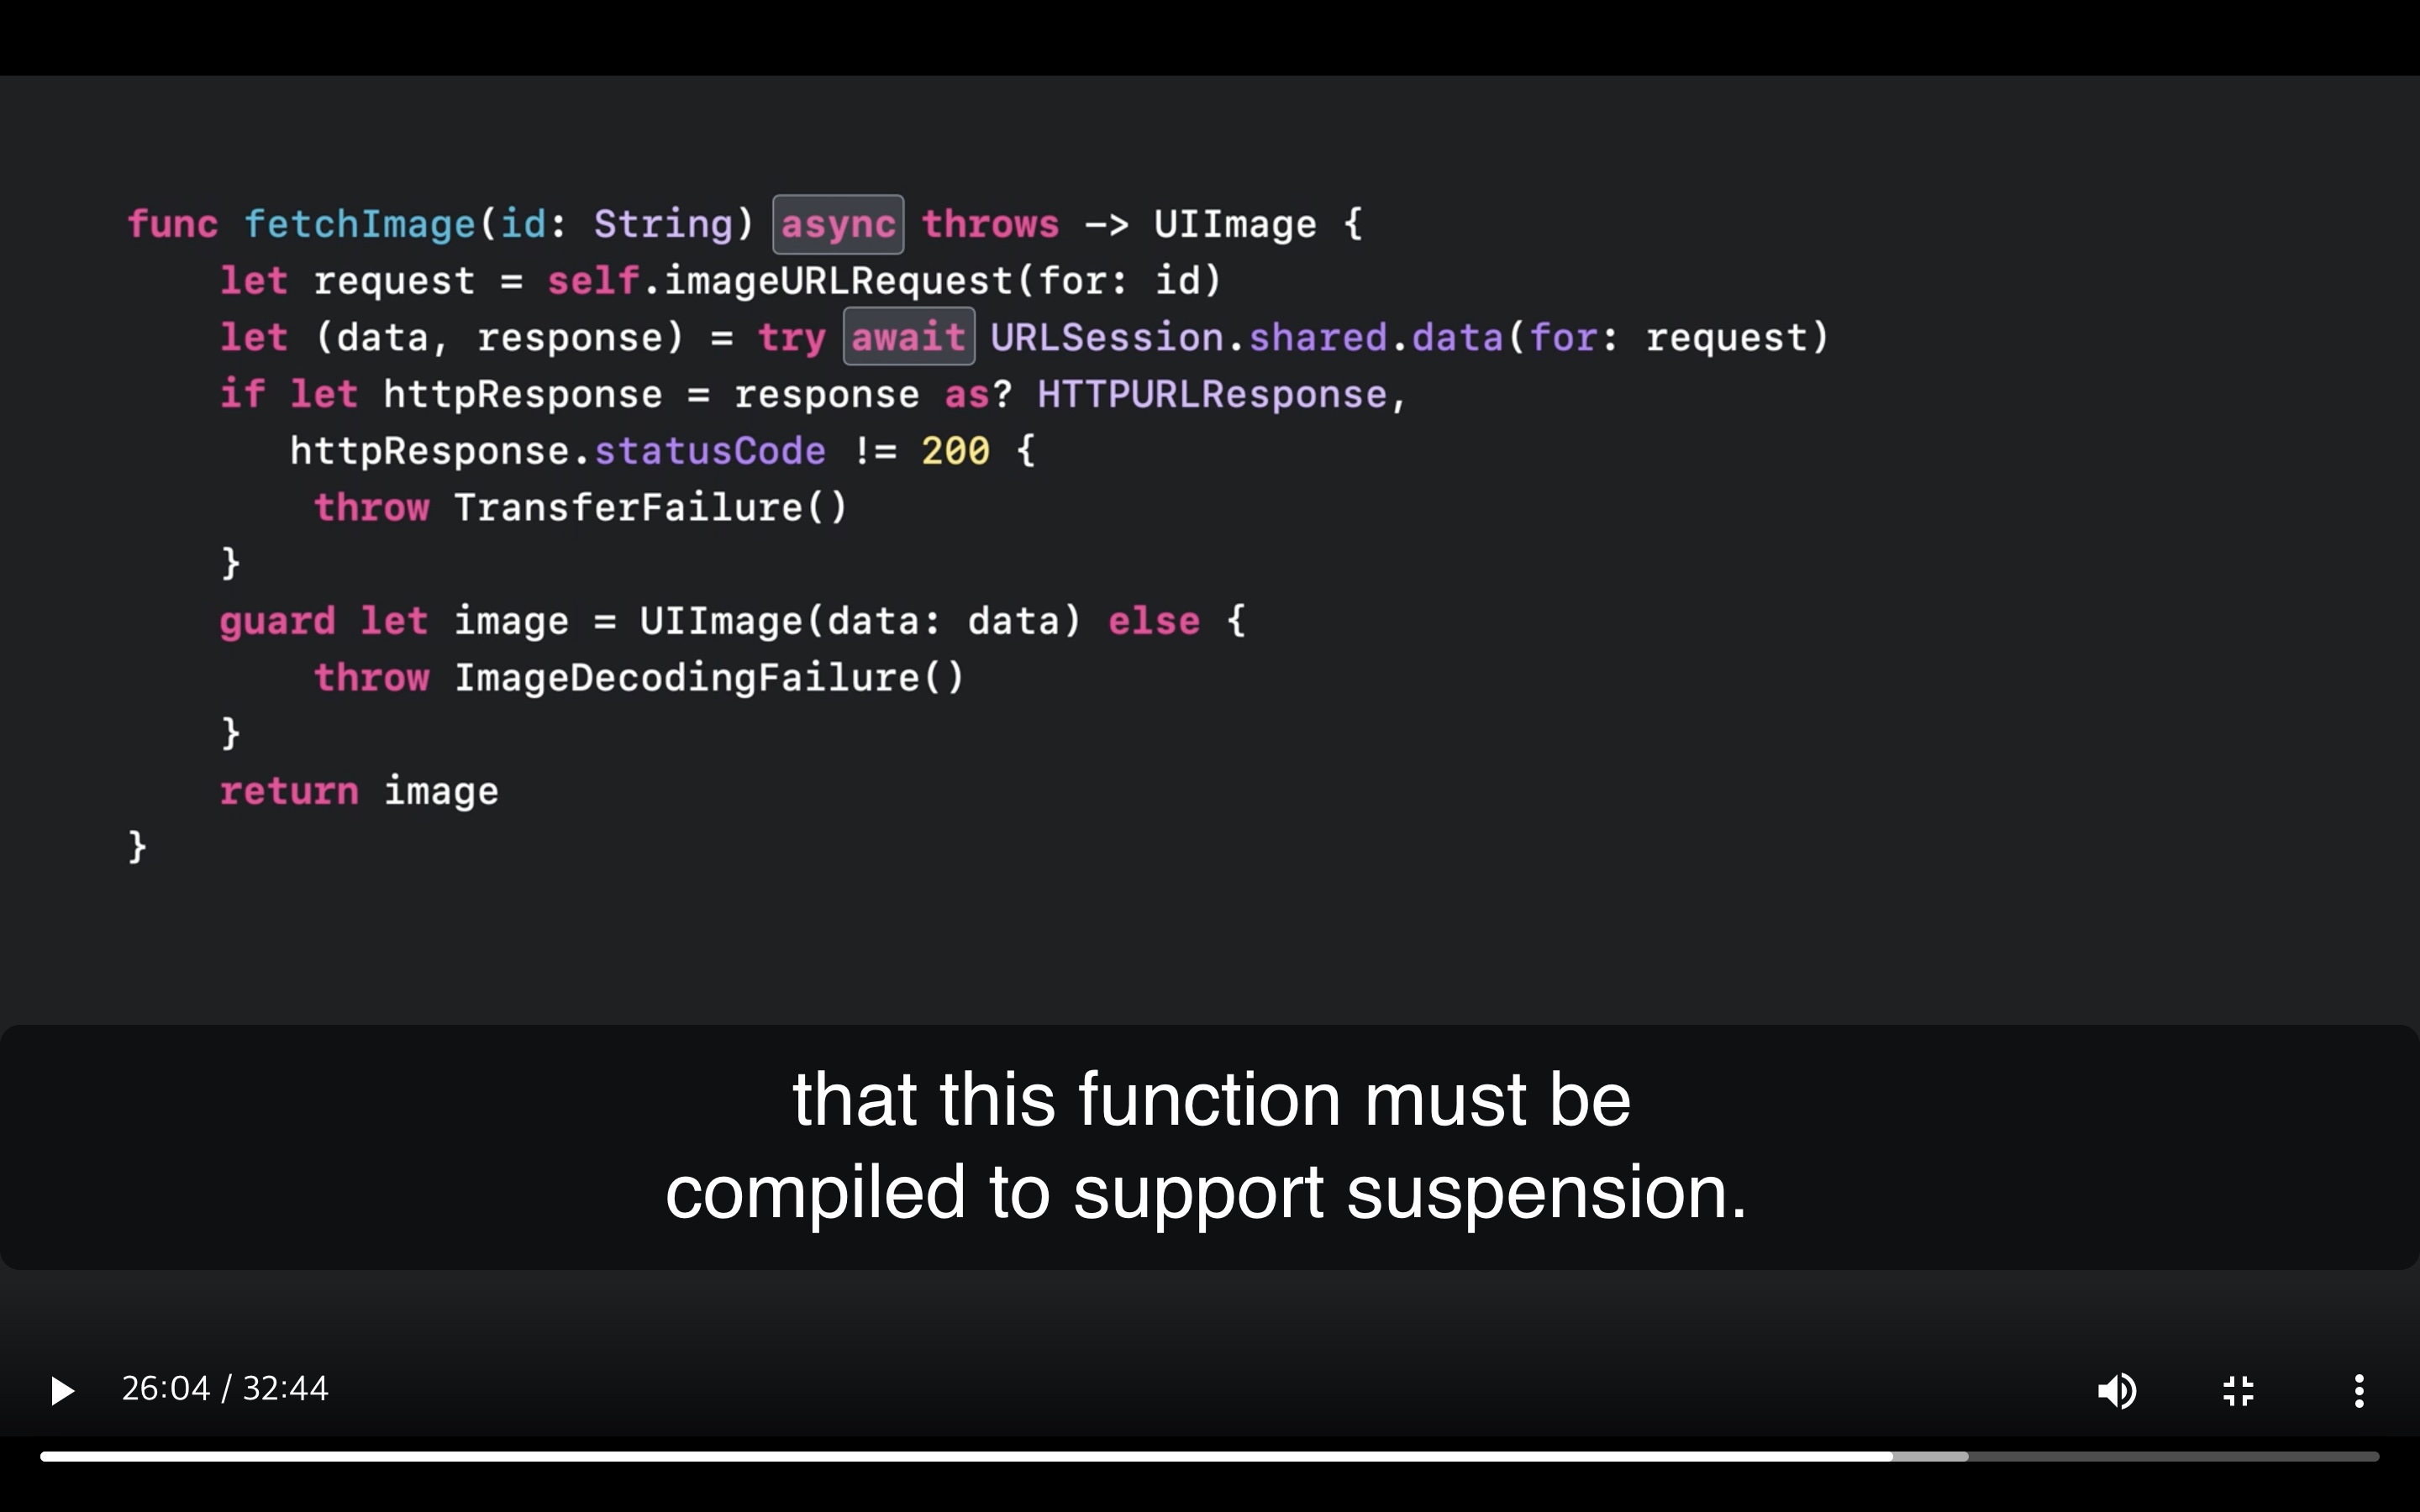 func fetchImage(id: String) async throws -> UIImage {
    let request = self.imageURLRequest(for: id)
    let (data, response) = try await URLSession.shared.data(for: request)
    if let httpResponse = response as? HTTPURLResponse,
       httpResponse.statusCode != 200 {
        throw TransferFailure()
    }
    guard let image = UIImage(data: data) else {
        throw ImageDecodingFailure()
    }
    return image
}
that this function must be
compiled to support suspension.
26:04 / 32:44